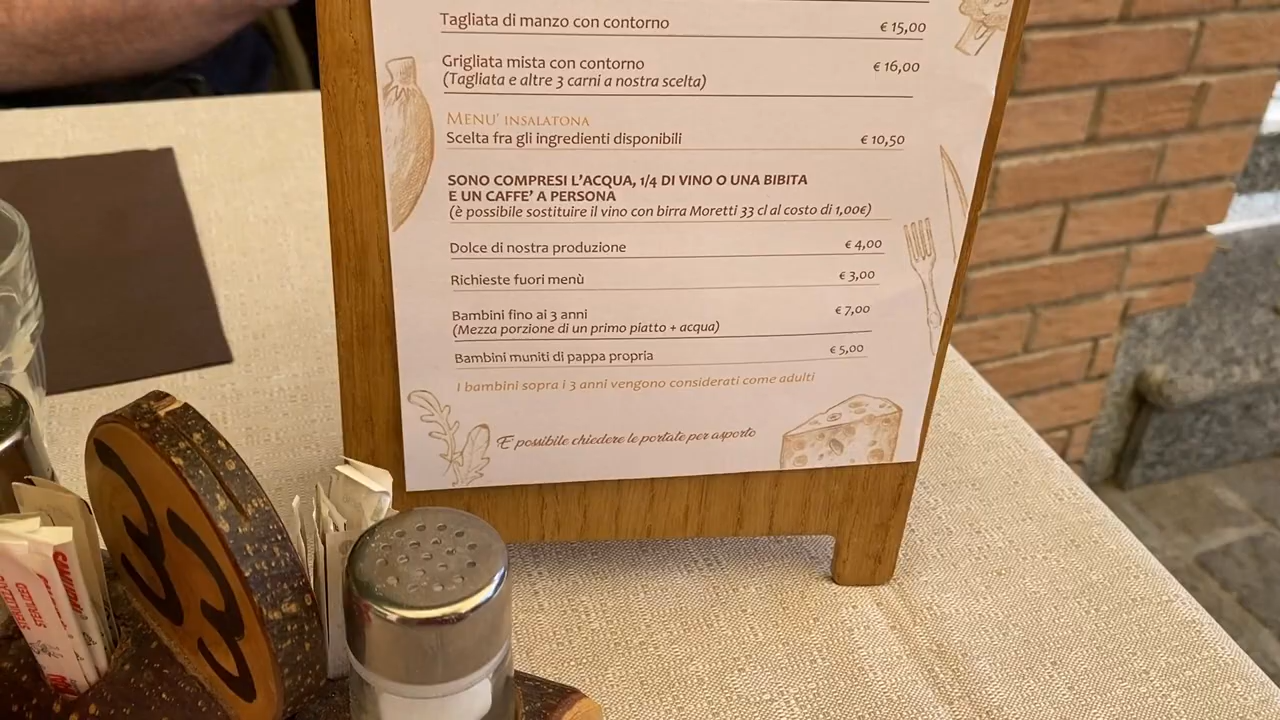 Tagliata di manzo con contorno € 15,00
Grigliata mista con contorno € 16,00
(Tagliata e altre 3 carni a nostra scelta)
MENU' INSALATONA
Scelta fra gli ingredienti disponibili € 10,50
SONO COMPRESI L'ACQUA, 1/4 DI VINO O UNA BIBITA
E UN CAFFE' A PERSONA
(è possibile sostituire il vino con birra Moretti 33 cl al costo di 1,00€)
Dolce di nostra produzione € 4,00
Richieste fuori menù € 3,00
Bambini fino ai 3 anni € 7,00
(Mezza porzione di un primo piatto + acqua)
Bambini muniti di pappa propria € 5,00
I bambini sopra i 3 anni vengono considerati come adulti
E' possibile chiedere le portate per asporto
33
STERILIZED